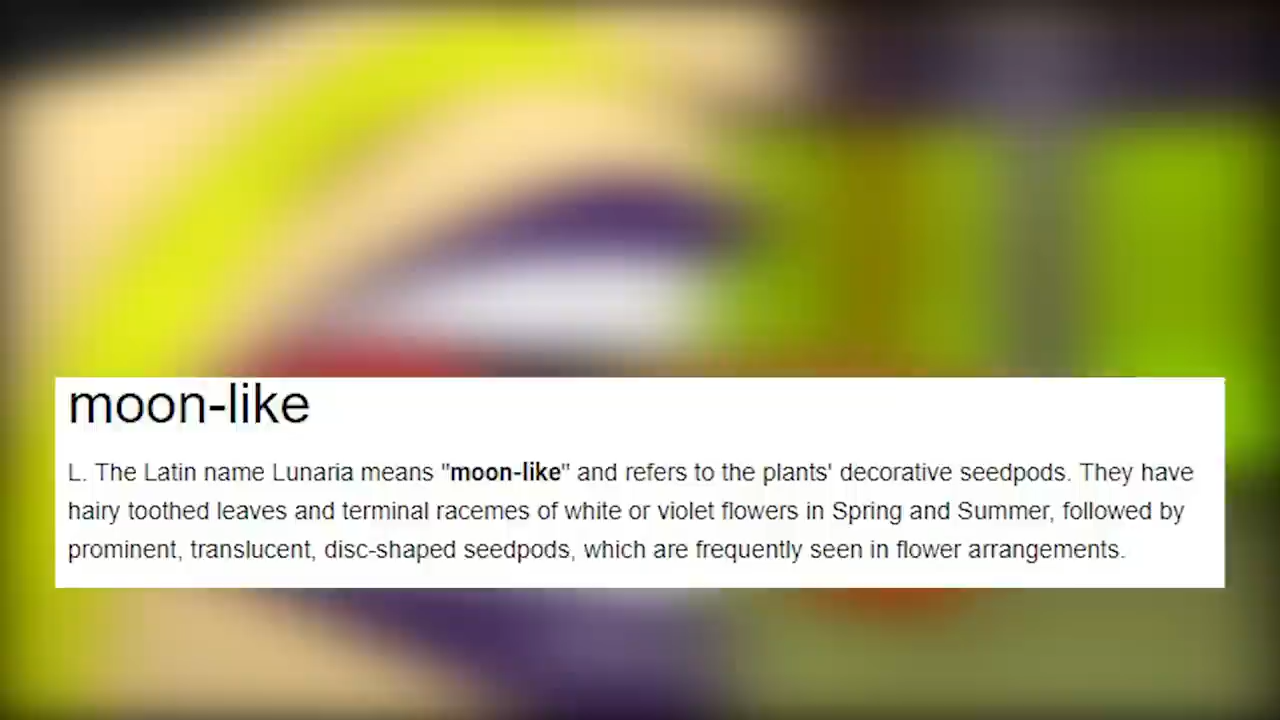 moon-like
L. The Latin name Lunaria means "moon-like" and refers to the plants' decorative seedpods. They have
hairy toothed leaves and terminal racemes of white or violet flowers in Spring and Summer, followed by
prominent, translucent, disc-shaped seedpods, which are frequently seen in flower arrangements.